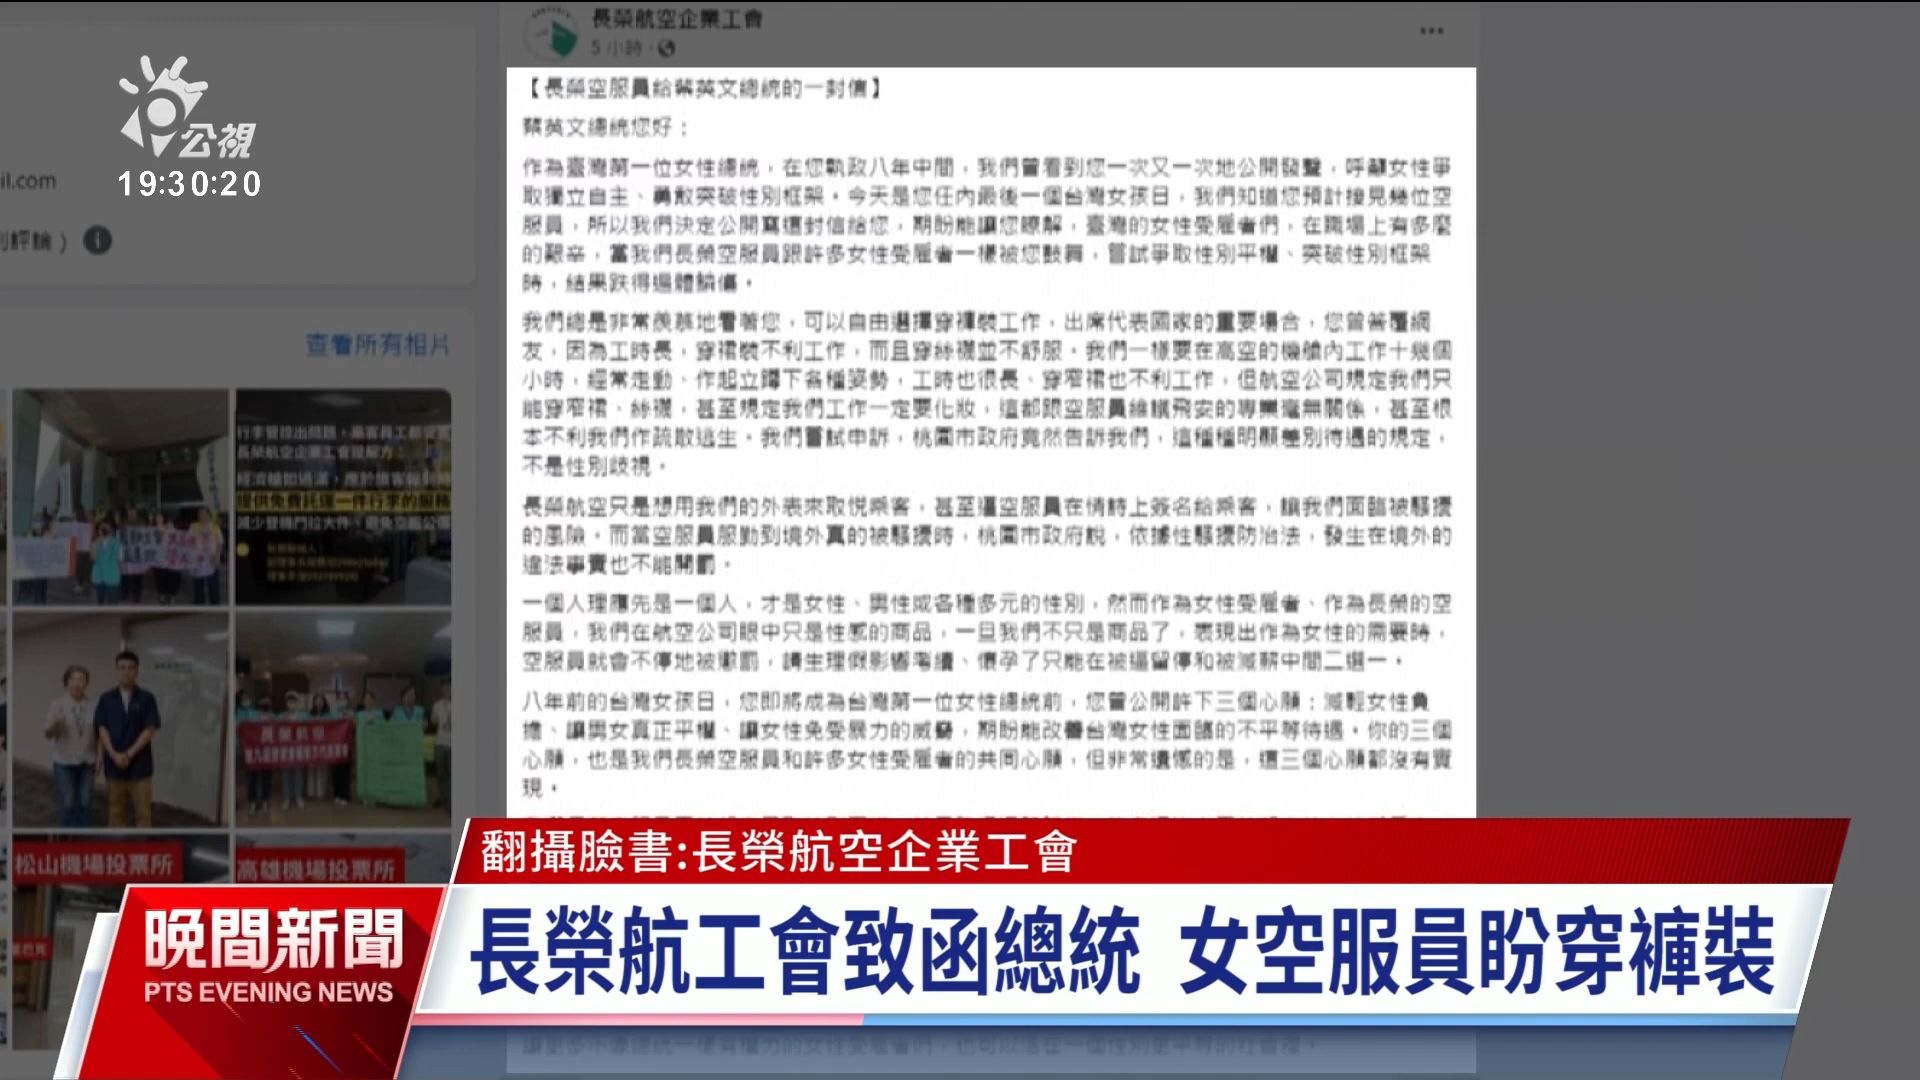 長榮航空企業工會
5 小時
公視
19:30:20
il.com
【長榮空服員給蔡英文總統的一封信】
蔡英文總統您好：
作為臺灣第一位女性總統，在您執政八年中間，我們曾看到您一次又一次地公開發聲，呼籲女性爭
取獨立自主、勇敢突破性別框架。今天是您任內最後一個台灣女孩日，我們知道您預計接見幾位空
服員，所以我們決定公開寫這封信給您，期盼能讓您瞭解，臺灣的女性受雇者們，在職場上有多麼
的艱辛，當我們長榮空服員跟許多女性受雇者一樣被您鼓舞，嘗試爭取性別平權、突破性別框架
時，結果跌得遍體鱗傷。
我們總是非常羨慕地看著您，可以自由選擇穿褲裝工作，出席代表國家的重要場合，您曾答覆網
友，因為工時長，穿裙裝不利工作，而且穿絲襪並不舒服。我們一樣要在高空的機艙內工作十幾個
小時，經常走動、作起立蹲下各種姿勢，工時也很長、穿窄裙也不利工作，但航空公司規定我們只
能穿窄裙、絲襪，甚至規定我們工作一定要化妝，這都跟空服員維護飛安的專業毫無關係，甚至根
本不利我們作疏散逃生。我們嘗試申訴，桃園市政府竟然告訴我們，這種種明顯差別待遇的規定，
不是性別歧視。
長榮航空只是想用我們的外表來取悅乘客，甚至逼空服員在情詩上簽名給乘客，讓我們面臨被騷擾
的風險。而當空服員服勤到境外真的被騷擾時，桃園市政府說，依據性騷擾防治法，發生在境外的
違法事實也不能開罰。
一個人理應先是一個人，才是女性、男性或各種多元的性別，然而作為女性受雇者、作為長榮的空
服員，我們在航空公司眼中只是性感的商品，一旦我們不只是商品了，表現出作為女性的需要時，
空服員就會不停地被懲罰，請生理假影響考績、懷孕了只能在被逼留停和被減薪中間二選一。
八年前的台灣女孩日，您即將成為台灣第一位女性總統前，您曾公開許下三個心願：減輕女性負
擔、讓男女真正平權、讓女性免受暴力的威脅，期盼能改善台灣女性面臨的不平等待遇。你的三個
心願，也是我們長榮空服員和許多女性受雇者的共同心願，但非常遺憾的是，這三個心願都沒有實
現。
查看所有相片
提供免費託運一件行李的服務
長榮航空
松山機場投票所
高雄機場投票所
翻攝臉書:長榮航空企業工會
長榮航工會致函總統 女空服員盼穿褲裝
晚間新聞
PTS EVENING NEWS